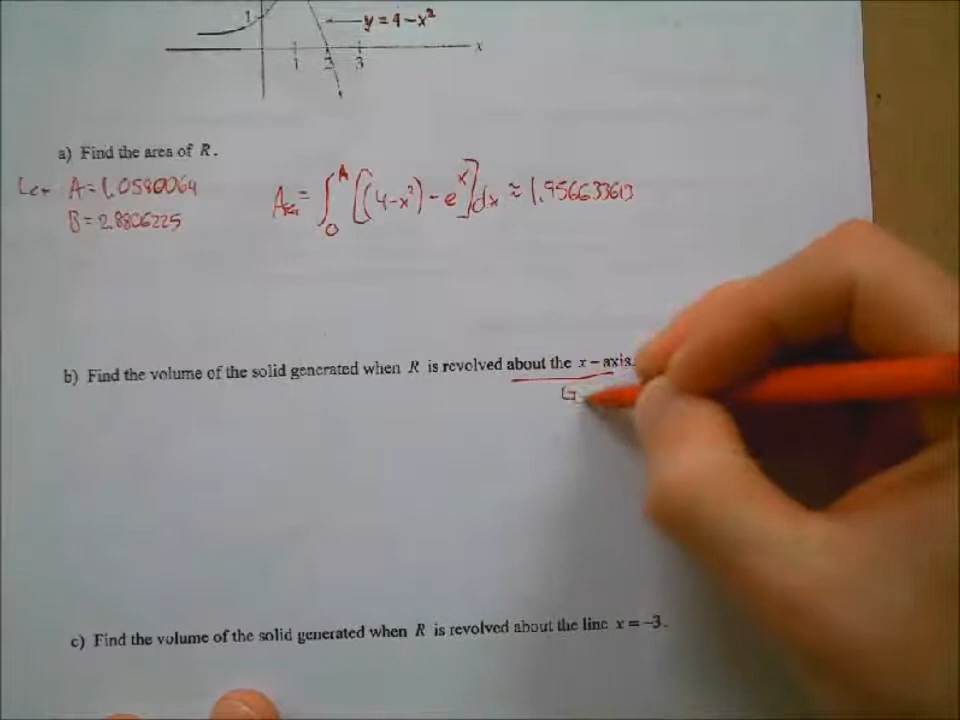 1
y = 4 - x²
x
1 2 3
a) Find the area of R.
Let A = 1.0580064
B = 2.8806225
A = ∫₀ᴬ [(4-x²) - eˣ] dx ≈ 1.956633613
b) Find the volume of the solid generated when R is revolved about the x-axis.
c) Find the volume of the solid generated when R is revolved about the line x = -3.